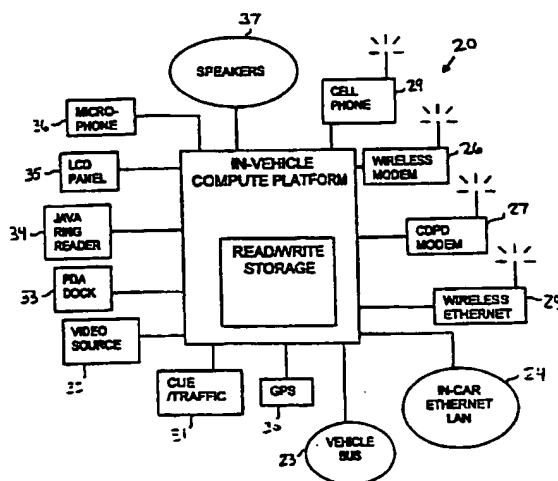 37
20
SPEAKERS
CELL
PHONE
29
36
MICRO-
PHONE
IN-VEHICLE
COMPUTE PLATFORM
WIRELESS
MODEM
26
35
LCD
PANEL
34
JAVA
RING
READER
READ/WRITE
STORAGE
CDPD
MODEM
27
33
PDA
DOCK
WIRELESS
ETHERNET
VIDEO
SOURCE
CUE
/TRAFFIC
31
GPS
30
23
VEHICLE
BUS
IN-CAR
ETHERNET
LAN
24